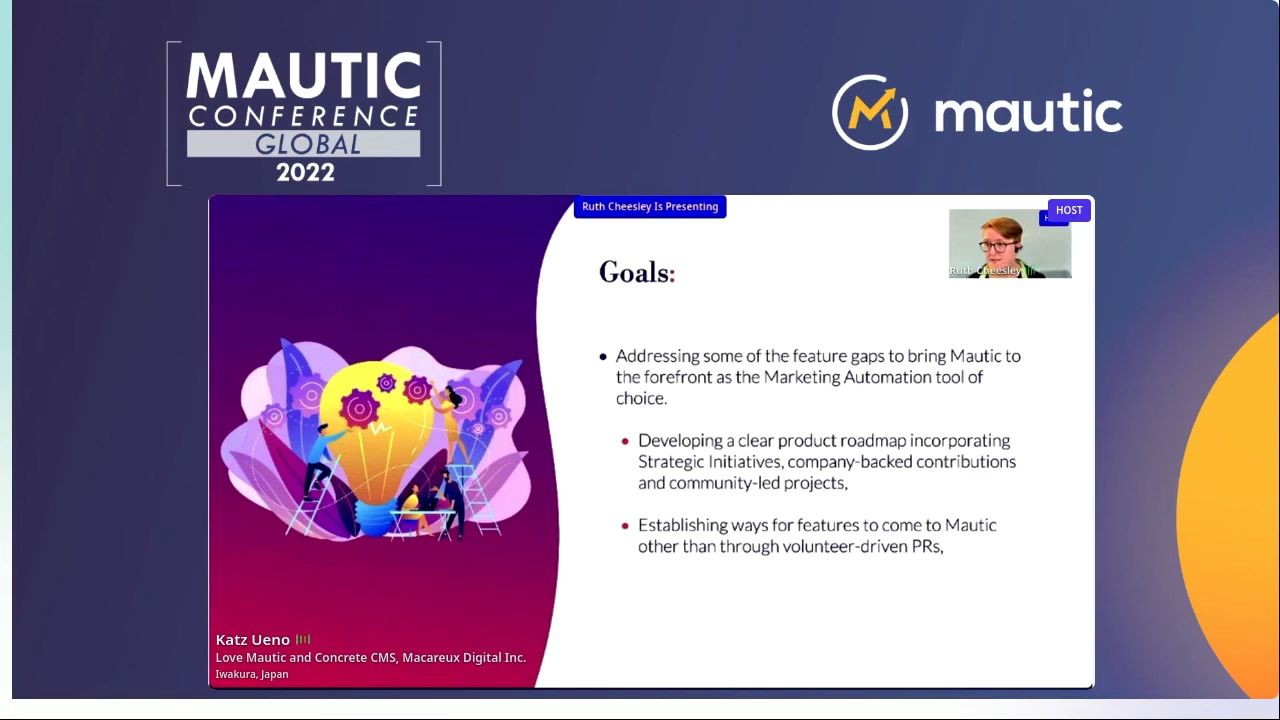 MAUTIC
CONFERENCE
GLOBAL
2022
mautic
Ruth Cheesley Is Presenting
HOST
Ruth Cheesley
Goals:
• Addressing some of the feature gaps to bring Mautic to
the forefront as the Marketing Automation tool of
choice.
• Developing a clear product roadmap incorporating
Strategic Initiatives, company-backed contributions
and community-led projects,
• Establishing ways for features to come to Mautic
other than through volunteer-driven PRs,
Katz Ueno
Love Mautic and Concrete CMS, Macareux Digital Inc.
Iwakura, Japan